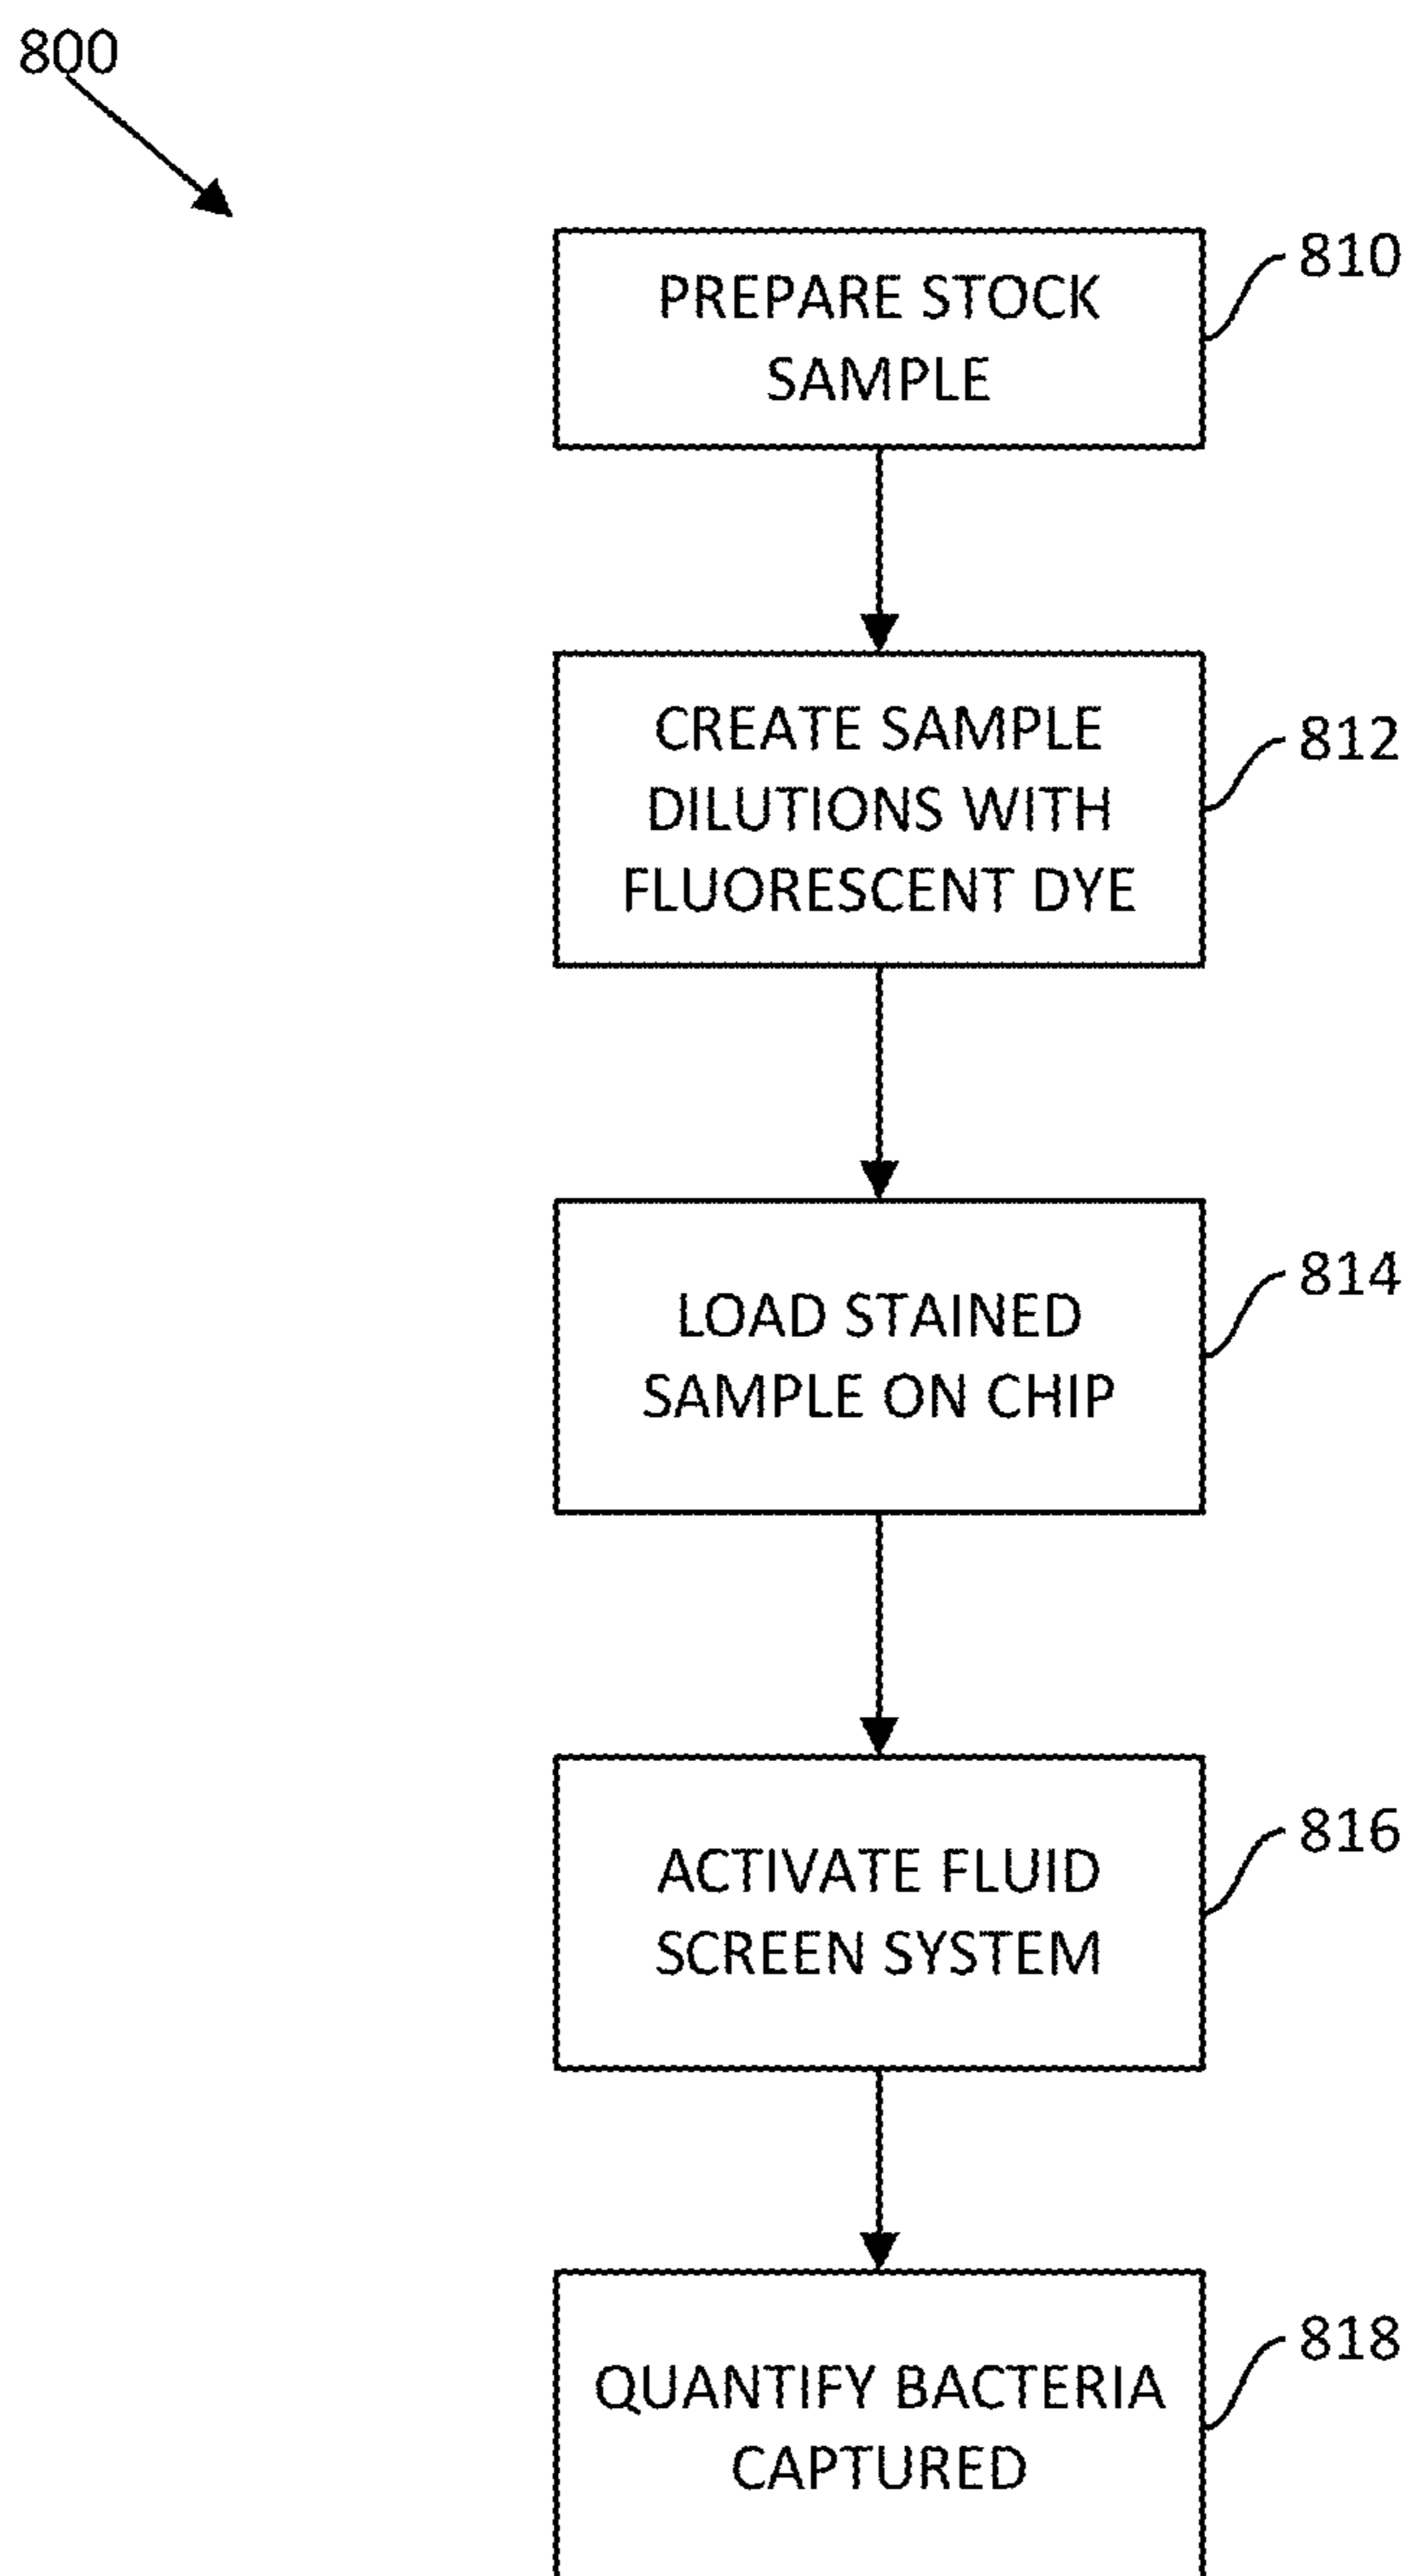 800
PREPARE STOCK
SAMPLE
810
CREATE SAMPLE
DILUTIONS WITH
FLUORESCENT DYE
812
LOAD STAINED
SAMPLE ON CHIP
814
ACTIVATE FLUID
SCREEN SYSTEM
816
QUANTIFY BACTERIA
CAPTURED
818